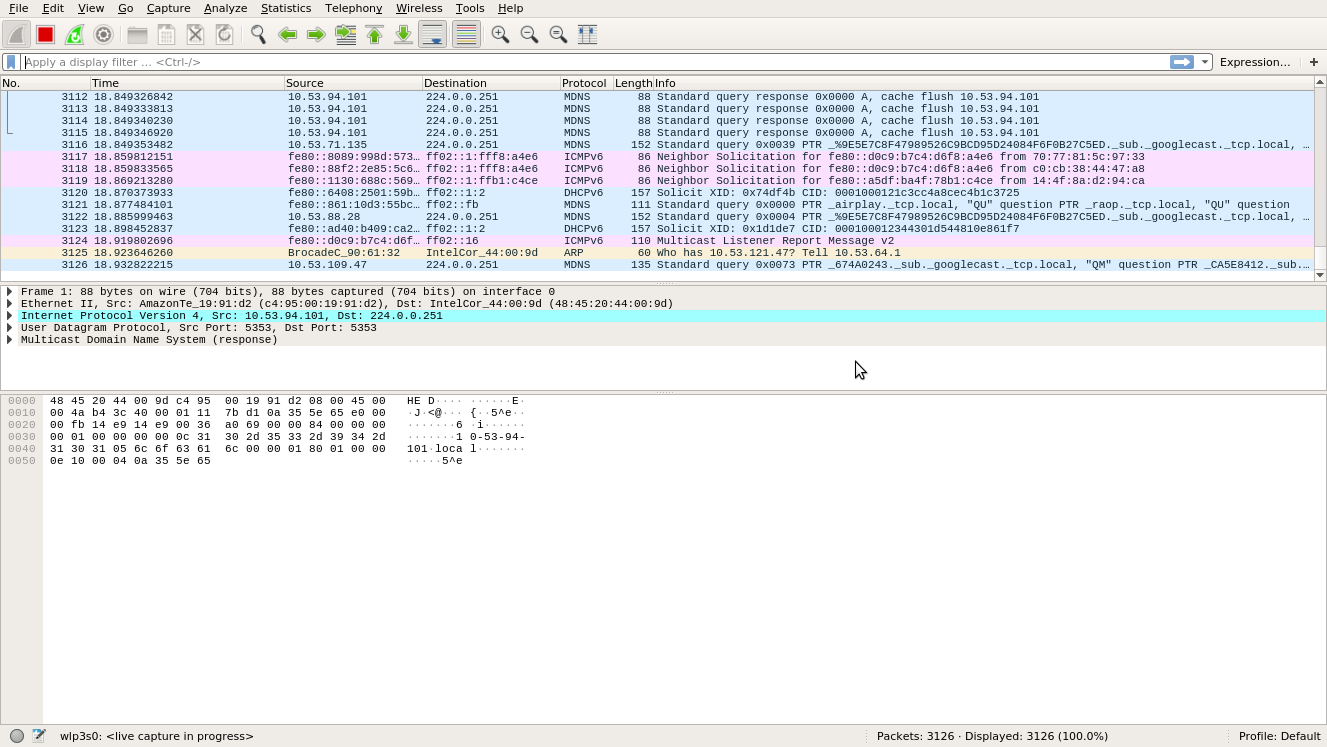 File Edit View Go Capture Analyze Statistics Telephony Wireless Tools Help
Apply a display filter ... <Ctrl-/> Expression... +
No. Time Source Destination Protocol Length Info
3112 18.849326842 10.53.94.101 224.0.0.251 MDNS 88 Standard query response 0x0000 A, cache flush 10.53.94.101
3113 18.849333813 10.53.94.101 224.0.0.251 MDNS 88 Standard query response 0x0000 A, cache flush 10.53.94.101
3114 18.849340230 10.53.94.101 224.0.0.251 MDNS 88 Standard query response 0x0000 A, cache flush 10.53.94.101
3115 18.849346920 10.53.94.101 224.0.0.251 MDNS 88 Standard query response 0x0000 A, cache flush 10.53.94.101
3116 18.849353482 10.53.71.135 224.0.0.251 MDNS 152 Standard query 0x0039 PTR _%9E5E7C8F47989526C9BCD95D24084F6F0B27C5ED._sub._googlecast._tcp.local, …
3117 18.859812151 fe80::8089:998d:573… ff02::1:fff8:a4e6 ICMPv6 86 Neighbor Solicitation for fe80::d0c9:b7c4:d6f8:a4e6 from 70:77:81:5c:97:33
3118 18.859833565 fe80::88f2:2e85:5c6… ff02::1:fff8:a4e6 ICMPv6 86 Neighbor Solicitation for fe80::d0c9:b7c4:d6f8:a4e6 from c0:cb:38:44:47:a8
3119 18.869213280 fe80::1130:688c:569… ff02::1:ffb1:c4ce ICMPv6 86 Neighbor Solicitation for fe80::a5df:ba4f:78b1:c4ce from 14:4f:8a:d2:94:ca
3120 18.870373933 fe80::6408:2501:59b… ff02::1:2 DHCPv6 157 Solicit XID: 0x74df4b CID: 0001000121c3cc4a8cec4b1c3725
3121 18.877484101 fe80::861:10d3:55bc… ff02::fb MDNS 111 Standard query 0x0000 PTR _airplay._tcp.local, "QU" question PTR _raop._tcp.local, "QU" question
3122 18.885999463 10.53.88.28 224.0.0.251 MDNS 152 Standard query 0x0004 PTR _%9E5E7C8F47989526C9BCD95D24084F6F0B27C5ED._sub._googlecast._tcp.local, …
3123 18.898452837 fe80::ad40:b409:ca2… ff02::1:2 DHCPv6 157 Solicit XID: 0x1d1de7 CID: 000100012344301d544810e861f7
3124 18.919802696 fe80::d0c9:b7c4:d6f… ff02::16 ICMPv6 110 Multicast Listener Report Message v2
3125 18.923646260 BrocadeC_90:61:32 IntelCor_44:00:9d ARP 60 Who has 10.53.121.47? Tell 10.53.64.1
3126 18.932822215 10.53.109.47 224.0.0.251 MDNS 135 Standard query 0x0073 PTR _674A0243._sub._googlecast._tcp.local, "QM" question PTR _CA5E8412._sub.…
Frame 1: 88 bytes on wire (704 bits), 88 bytes captured (704 bits) on interface 0
Ethernet II, Src: AmazonTe_19:91:d2 (c4:95:00:19:91:d2), Dst: IntelCor_44:00:9d (48:45:20:44:00:9d)
Internet Protocol Version 4, Src: 10.53.94.101, Dst: 224.0.0.251
User Datagram Protocol, Src Port: 5353, Dst Port: 5353
Multicast Domain Name System (response)
0000 48 45 20 44 00 9d c4 95 00 19 91 d2 08 00 45 00 HE D···· ······E·
0010 00 4a b4 3c 40 00 01 11 7b d1 0a 35 5e 65 e0 00 ·J·<@··· {··5^e··
0020 00 fb 14 e9 14 e9 00 36 a0 69 00 00 84 00 00 00 ·······6 ·i······
0030 00 01 00 00 00 00 0c 31 30 2d 35 33 2d 39 34 2d ·······1 0-53-94-
0040 31 30 31 05 6c 6f 63 61 6c 00 00 01 80 01 00 00 101·loca l·······
0050 0e 10 00 04 0a 35 5e 65 ·····5^e
wlp3s0: <live capture in progress> Packets: 3126 · Displayed: 3126 (100.0%) Profile: Default